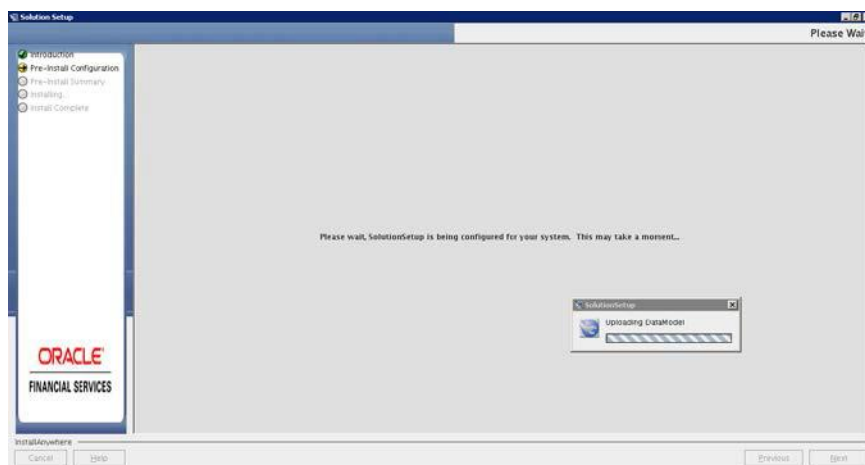 Solution Setup
Please Wai
Introduction
Pre-Install Configuration
Pre-Install Summary
Installing...
Install Complete
Please wait, SolutionSetup is being configured for your system. This may take a moment...
SolutionSetup
Uploading DataModel
ORACLE
FINANCIAL SERVICES
InstallAnywhere
Cancel
Help
Previous
Next